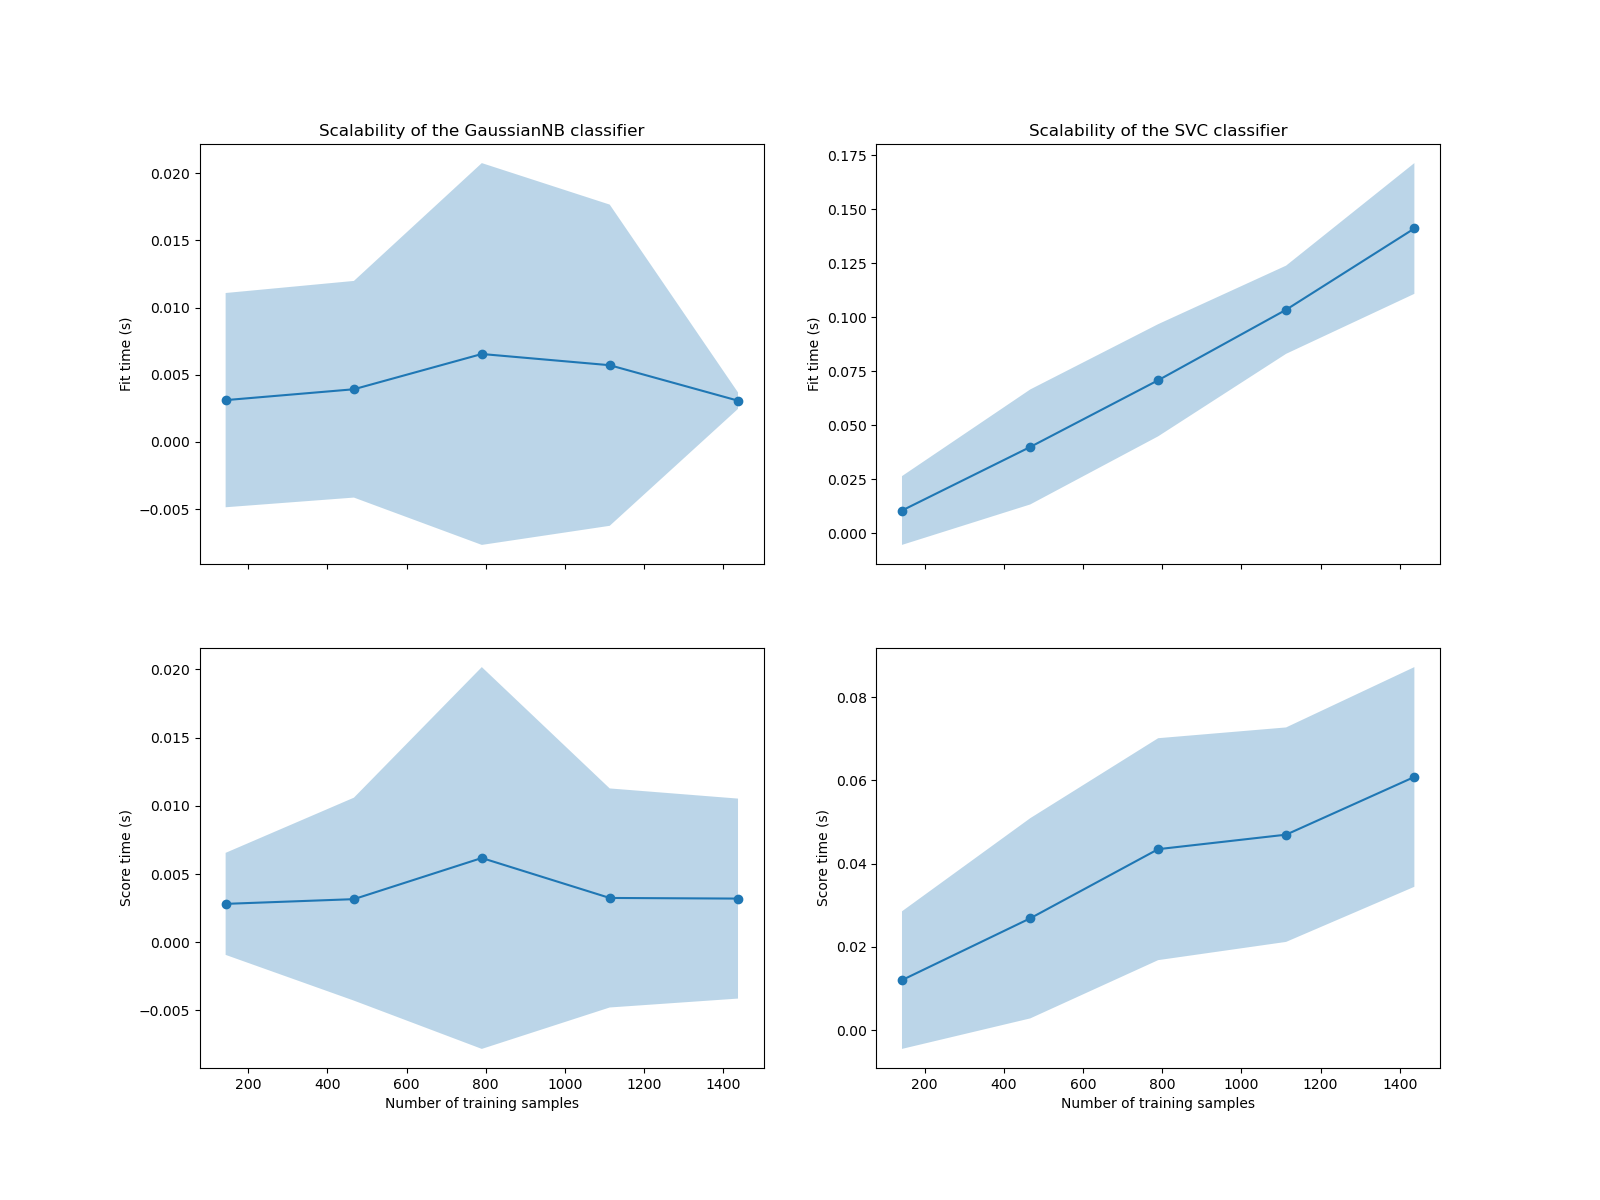 Scalability of the GaussianNB classifier
Fit time (s)
0.020
0.015
0.010
0.005
0.000
−0.005
Scalability of the SVC classifier
Fit time (s)
0.175
0.150
0.125
0.100
0.075
0.050
0.025
0.000
Score time (s)
0.020
0.015
0.010
0.005
0.000
−0.005
200 400 600 800 1000 1200 1400
Number of training samples
Score time (s)
0.08
0.06
0.04
0.02
0.00
200 400 600 800 1000 1200 1400
Number of training samples